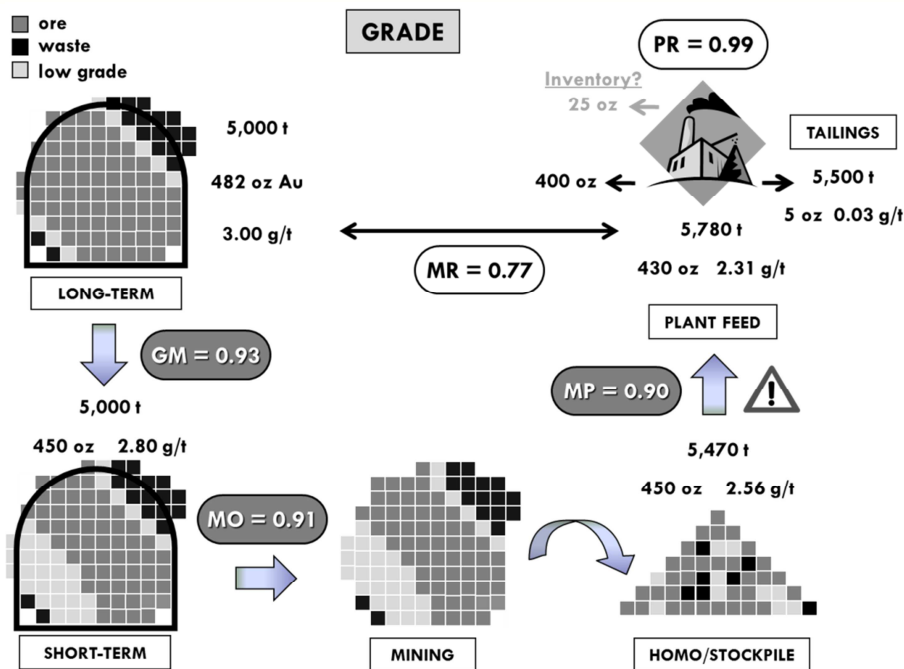 ore
waste
low grade
GRADE
5,000 t
482 oz Au
3.00 g/t
LONG-TERM
PR = 0.99
Inventory?
25 oz
TAILINGS
400 oz
5,500 t
5 oz 0.03 g/t
5,780 t
430 oz 2.31 g/t
PLANT FEED
MR = 0.77
GM = 0.93
MP = 0.90
!
5,000 t
450 oz 2.80 g/t
SHORT-TERM
MO = 0.91
MINING
5,470 t
450 oz 2.56 g/t
HOMO/STOCKPILE